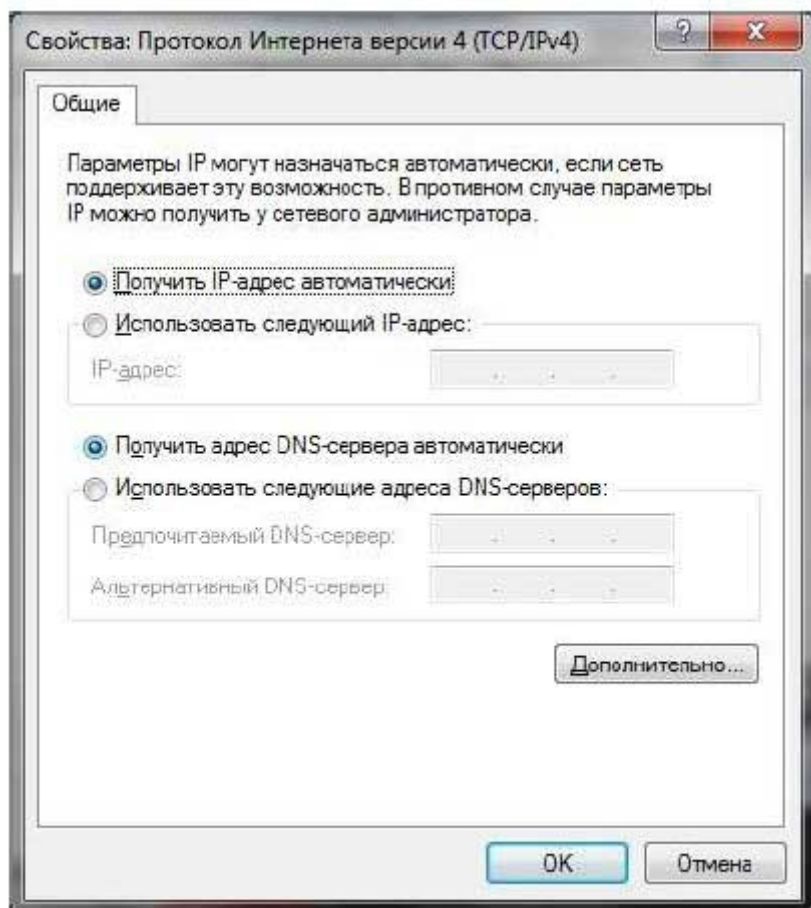 Свойства: Протокол Интернета версии 4 (TCP/IPv4)
Общие
Параметры IP могут назначаться автоматически, если сеть
поддерживает эту возможность. В противном случае параметры
IP можно получить у сетевого администратора.
Получить IP-адрес автоматически
Использовать следующий IP-адрес:
IP-адрес:
Получить адрес DNS-сервера автоматически
Использовать следующие адреса DNS-серверов:
Предпочитаемый DNS-сервер:
Альтернативный DNS-сервер:
Дополнительно...
OK
Отмена